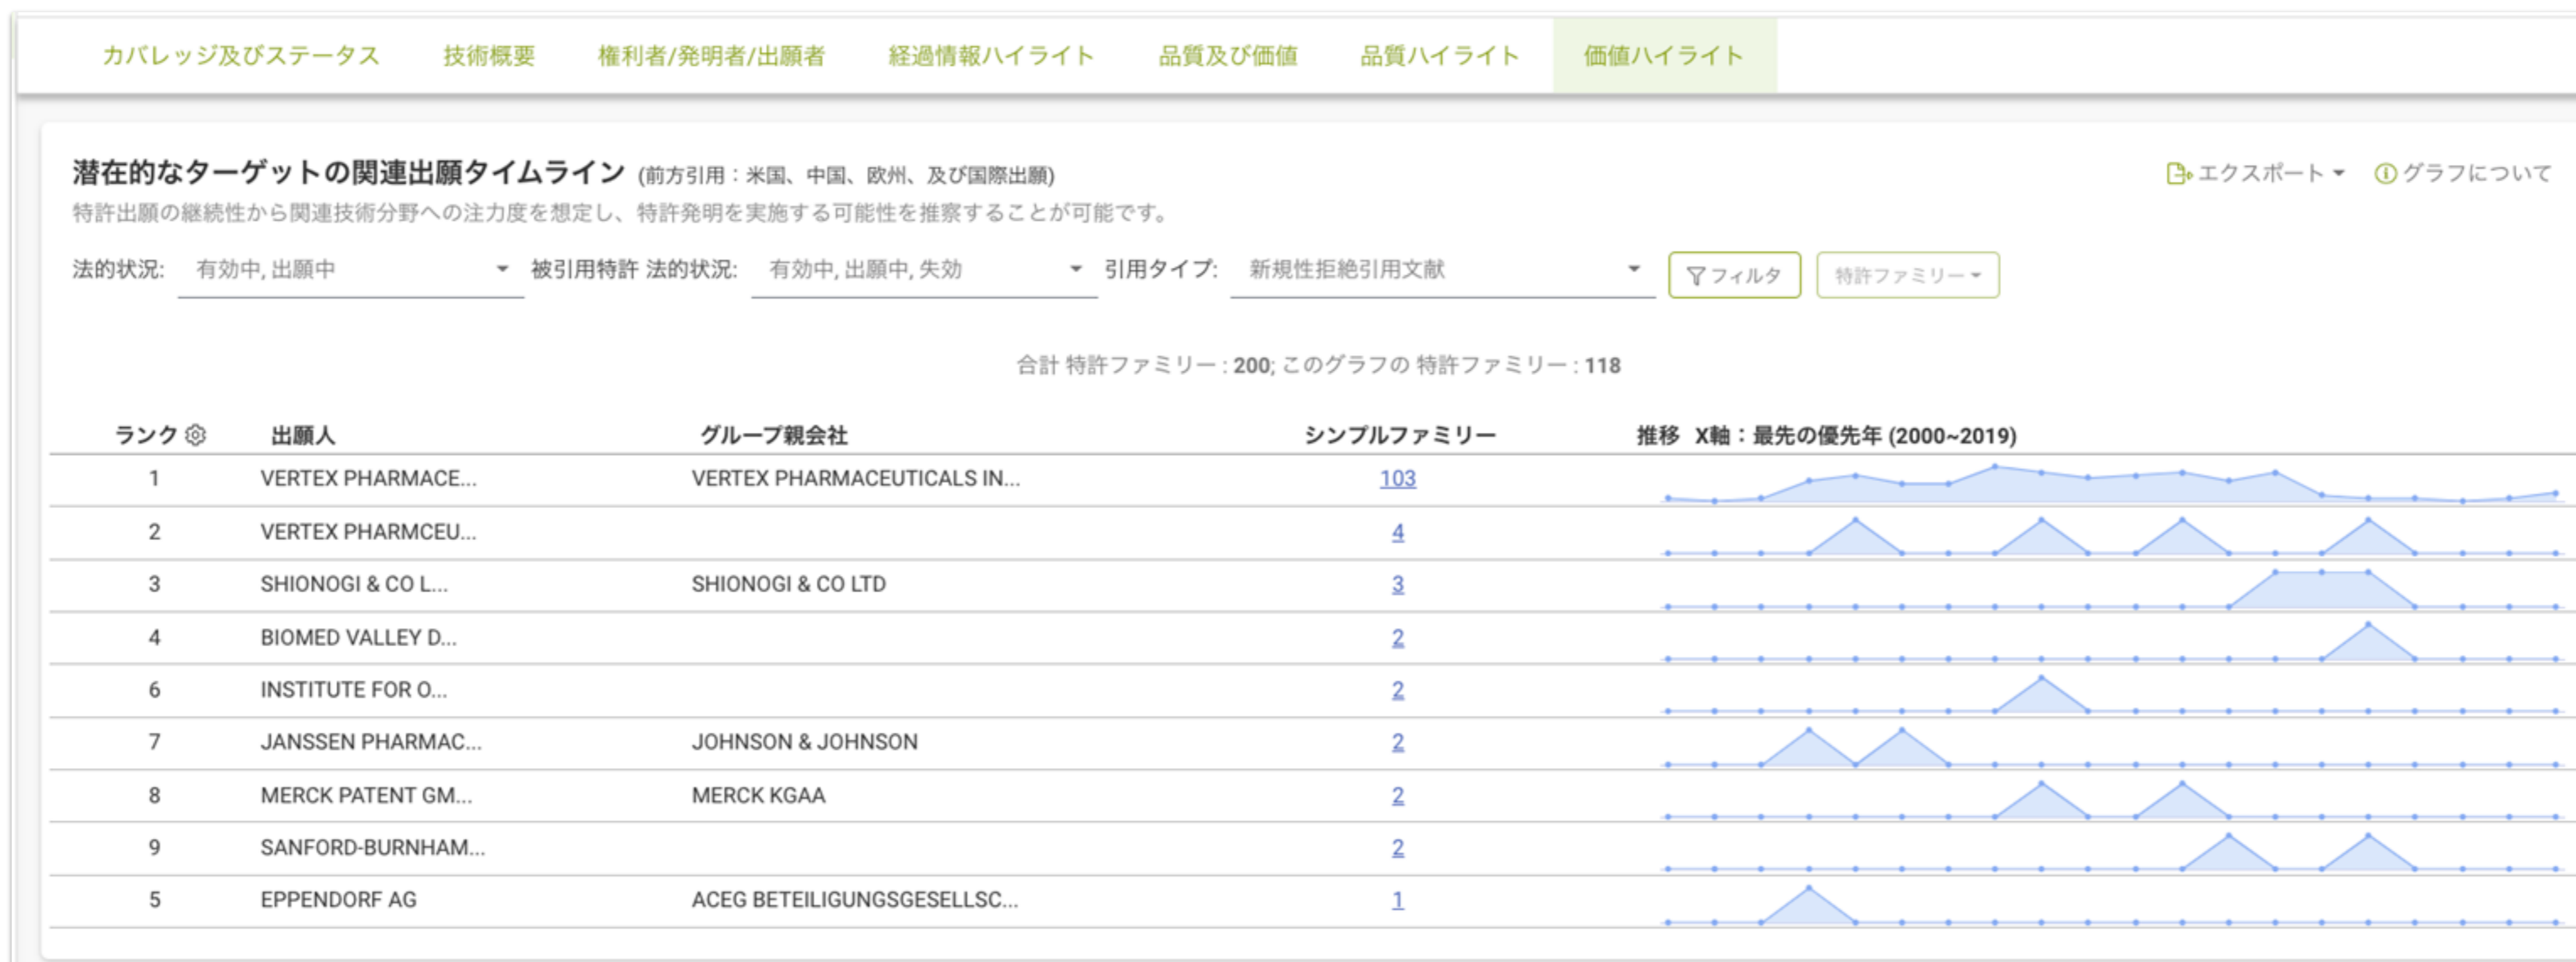 カバレッジ及びステータス 技術概要 権利者/発明者/出願者 経過情報ハイライト 品質及び価値 品質ハイライト 価値ハイライト
潜在的なターゲットの関連出願タイムライン (前方引用：米国、中国、欧州、及び国際出願) エクスポート グラフについて
特許出願の継続性から関連技術分野への注力度を想定し、特許発明を実施する可能性を推察することが可能です。
法的状況: 有効中, 出願中 被引用特許 法的状況: 有効中, 出願中, 失効 引用タイプ: 新規性拒絶引用文献 フィルタ 特許ファミリー
合計 特許ファミリー : 200; このグラフの 特許ファミリー : 118
ランク 出願人 グループ親会社 シンプルファミリー 推移 X軸：最先の優先年 (2000~2019)
1 VERTEX PHARMACE... VERTEX PHARMACEUTICALS IN... 103
2 VERTEX PHARMCEU... 4
3 SHIONOGI & CO L... SHIONOGI & CO LTD 3
4 BIOMED VALLEY D... 2
6 INSTITUTE FOR O... 2
7 JANSSEN PHARMAC... JOHNSON & JOHNSON 2
8 MERCK PATENT GM... MERCK KGAA 2
9 SANFORD-BURNHAM... 2
5 EPPENDORF AG ACEG BETEILIGUNGSGESELLSC... 1